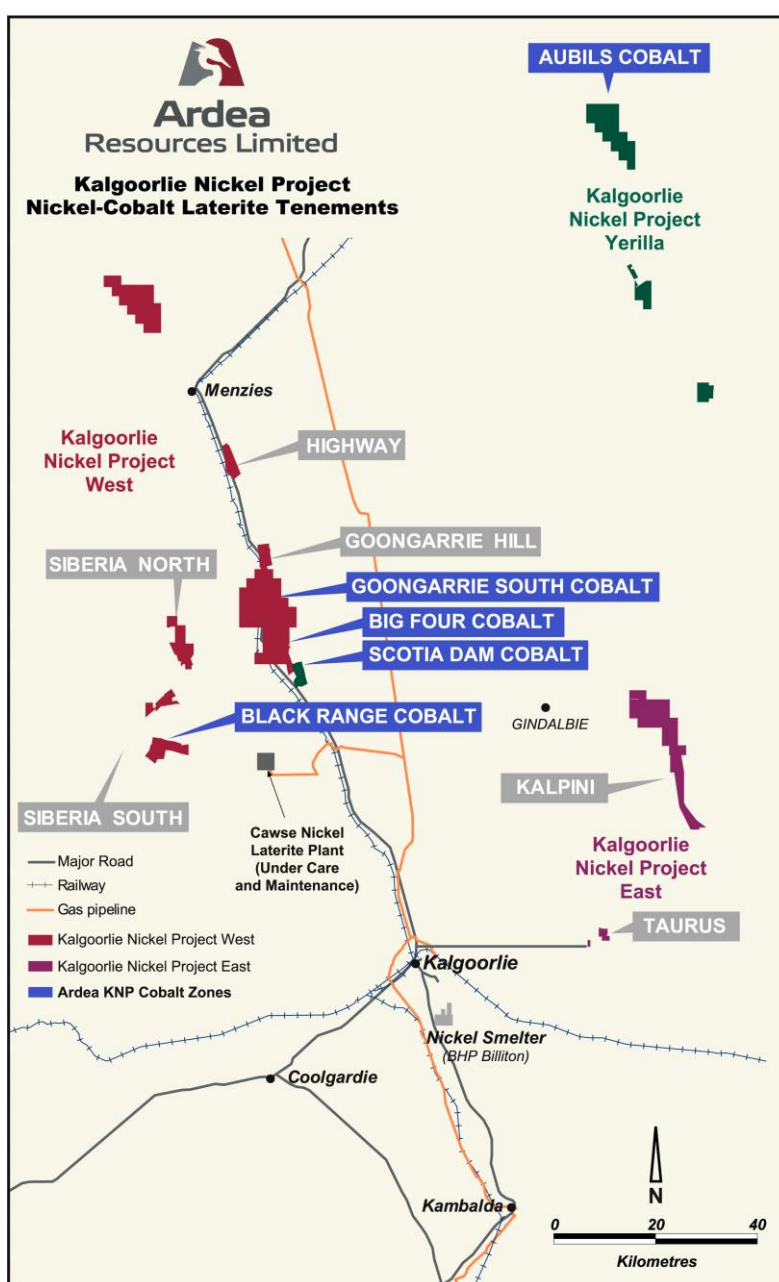 Ardea
Resources Limited
Kalgoorlie Nickel Project
Nickel-Cobalt Laterite Tenements
AUBILS COBALT
Kalgoorlie
Nickel Project
Yerilla
Menzies
Kalgoorlie
Nickel Project
West
HIGHWAY
GOONGARRIE HILL
SIBERIA NORTH
GOONGARRIE SOUTH COBALT
BIG FOUR COBALT
SCOTIA DAM COBALT
BLACK RANGE COBALT
GINDALBIE
KALPINI
SIBERIA SOUTH
Cawse Nickel
Laterite Plant
(Under Care
and Maintenance)
Kalgoorlie
Nickel Project
East
TAURUS
Major Road
Railway
Gas pipeline
Kalgoorlie Nickel Project West
Kalgoorlie Nickel Project East
Ardea KNP Cobalt Zones
Kalgoorlie
Nickel Smelter
(BHP Billiton)
Coolgardie
Kambalda
N
0 20 40
Kilometres